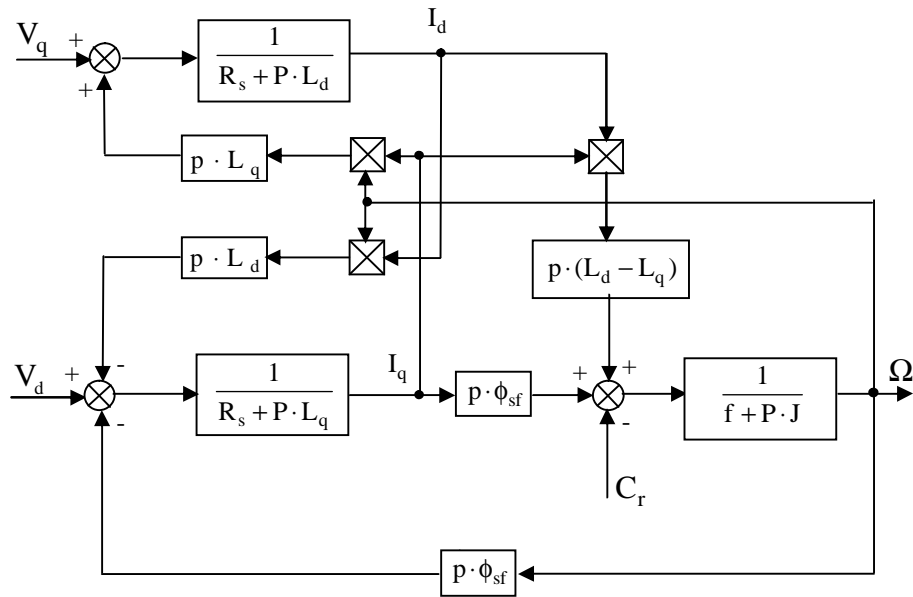 I_d
V_q + +
1 / (R_s + P · L_d)
p · L_q
p · L_d
p · (L_d − L_q)
V_d + - -
1 / (R_s + P · L_q)
I_q
p · ϕ_sf
+ + -
1 / (f + P · J)
Ω
C_r
p · ϕ_sf